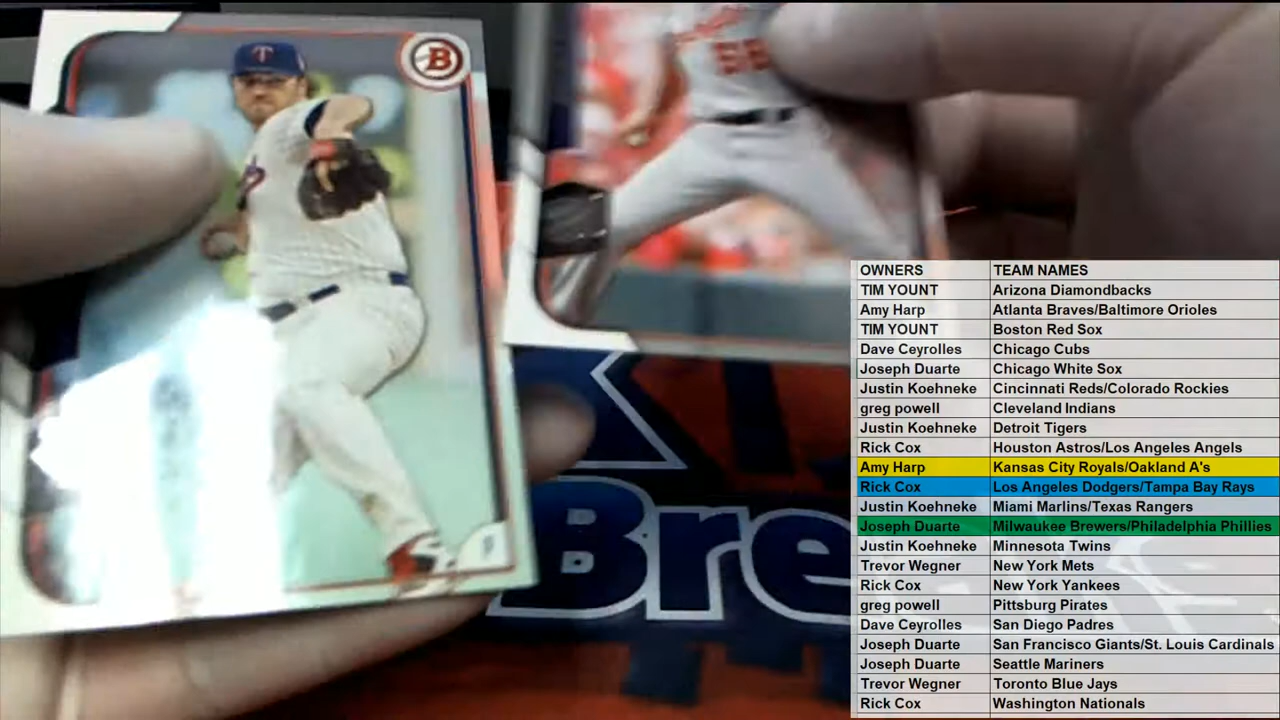 T
B
56
Bre
OWNERS TEAM NAMES
TIM YOUNT Arizona Diamondbacks
Amy Harp Atlanta Braves/Baltimore Orioles
TIM YOUNT Boston Red Sox
Dave Ceyrolles Chicago Cubs
Joseph Duarte Chicago White Sox
Justin Koehneke Cincinnati Reds/Colorado Rockies
greg powell Cleveland Indians
Justin Koehneke Detroit Tigers
Rick Cox Houston Astros/Los Angeles Angels
Amy Harp Kansas City Royals/Oakland A's
Rick Cox Los Angeles Dodgers/Tampa Bay Rays
Justin Koehneke Miami Marlins/Texas Rangers
Joseph Duarte Milwaukee Brewers/Philadelphia Phillies
Justin Koehneke Minnesota Twins
Trevor Wegner New York Mets
Rick Cox New York Yankees
greg powell Pittsburg Pirates
Dave Ceyrolles San Diego Padres
Joseph Duarte San Francisco Giants/St. Louis Cardinals
Joseph Duarte Seattle Mariners
Trevor Wegner Toronto Blue Jays
Rick Cox Washington Nationals